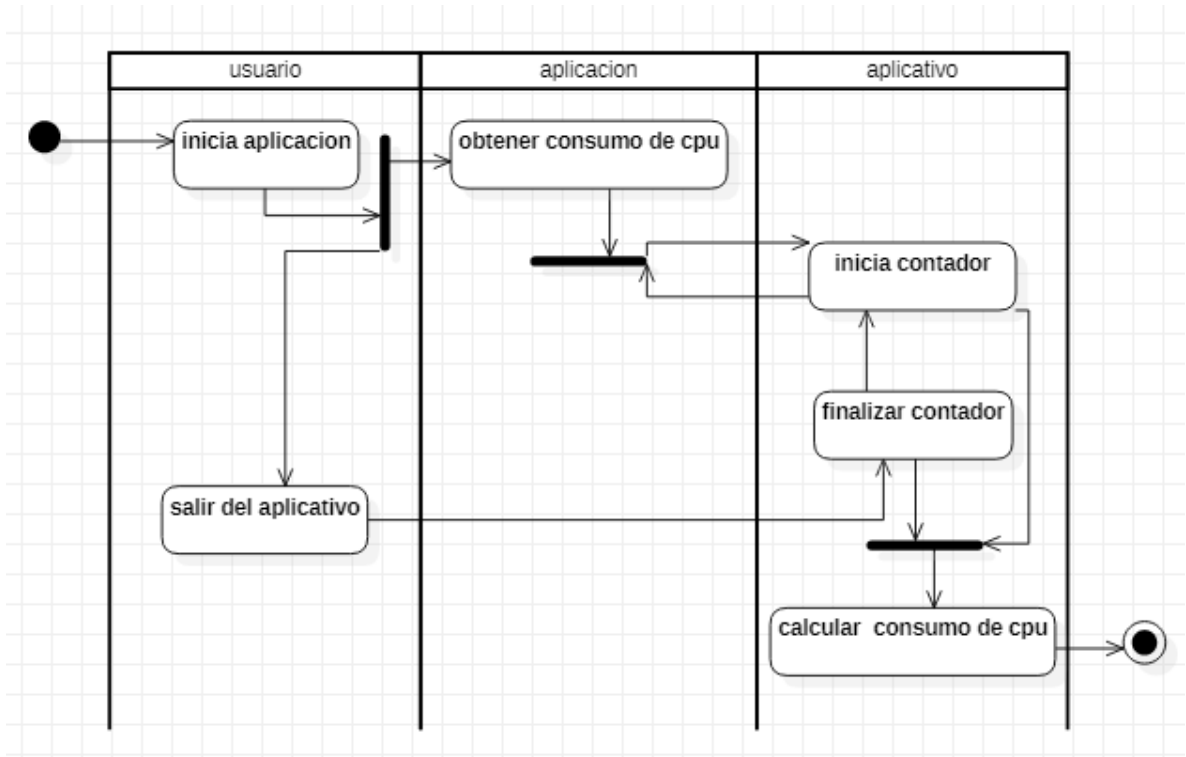 usuario
aplicacion
aplicativo
inicia aplicacion
obtener consumo de cpu
inicia contador
finalizar contador
salir del aplicativo
calcular  consumo de cpu